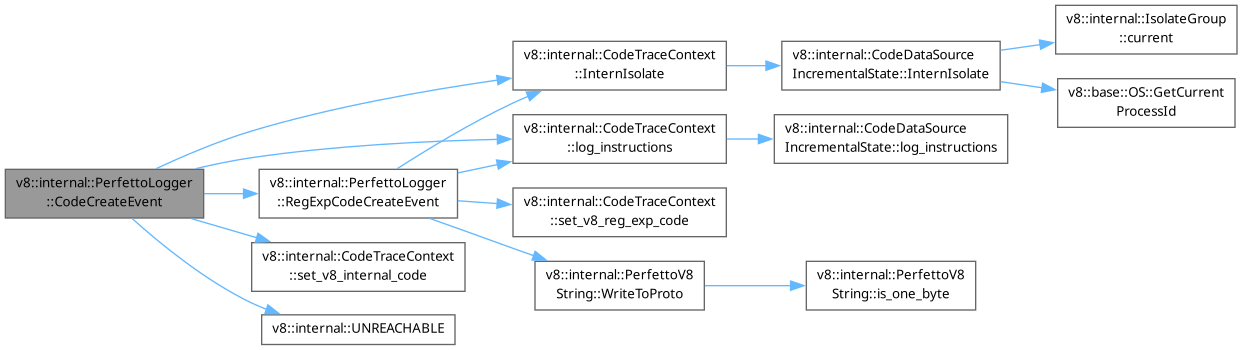 v8::internal::PerfettoLogger
::CodeCreateEvent
v8::internal::CodeTraceContext
::InternIsolate
v8::internal::CodeDataSource
IncrementalState::InternIsolate
v8::internal::IsolateGroup
::current
v8::base::OS::GetCurrent
ProcessId
v8::internal::CodeTraceContext
::log_instructions
v8::internal::CodeDataSource
IncrementalState::log_instructions
v8::internal::PerfettoLogger
::RegExpCodeCreateEvent
v8::internal::CodeTraceContext
::set_v8_reg_exp_code
v8::internal::PerfettoV8
String::WriteToProto
v8::internal::PerfettoV8
String::is_one_byte
v8::internal::CodeTraceContext
::set_v8_internal_code
v8::internal::UNREACHABLE